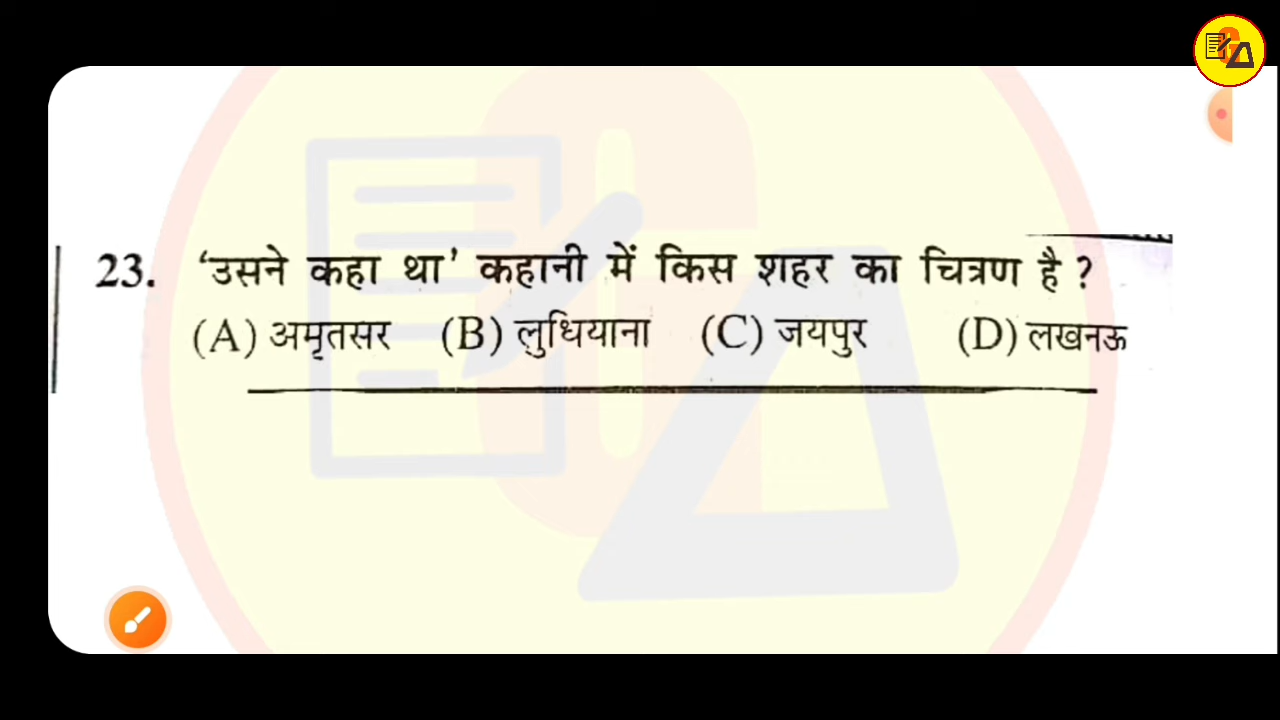 23. ‘उसने कहा था’ कहानी में किस शहर का चित्रण है ?
(A) अमृतसर (B) लुधियाना (C) जयपुर (D) लखनऊ